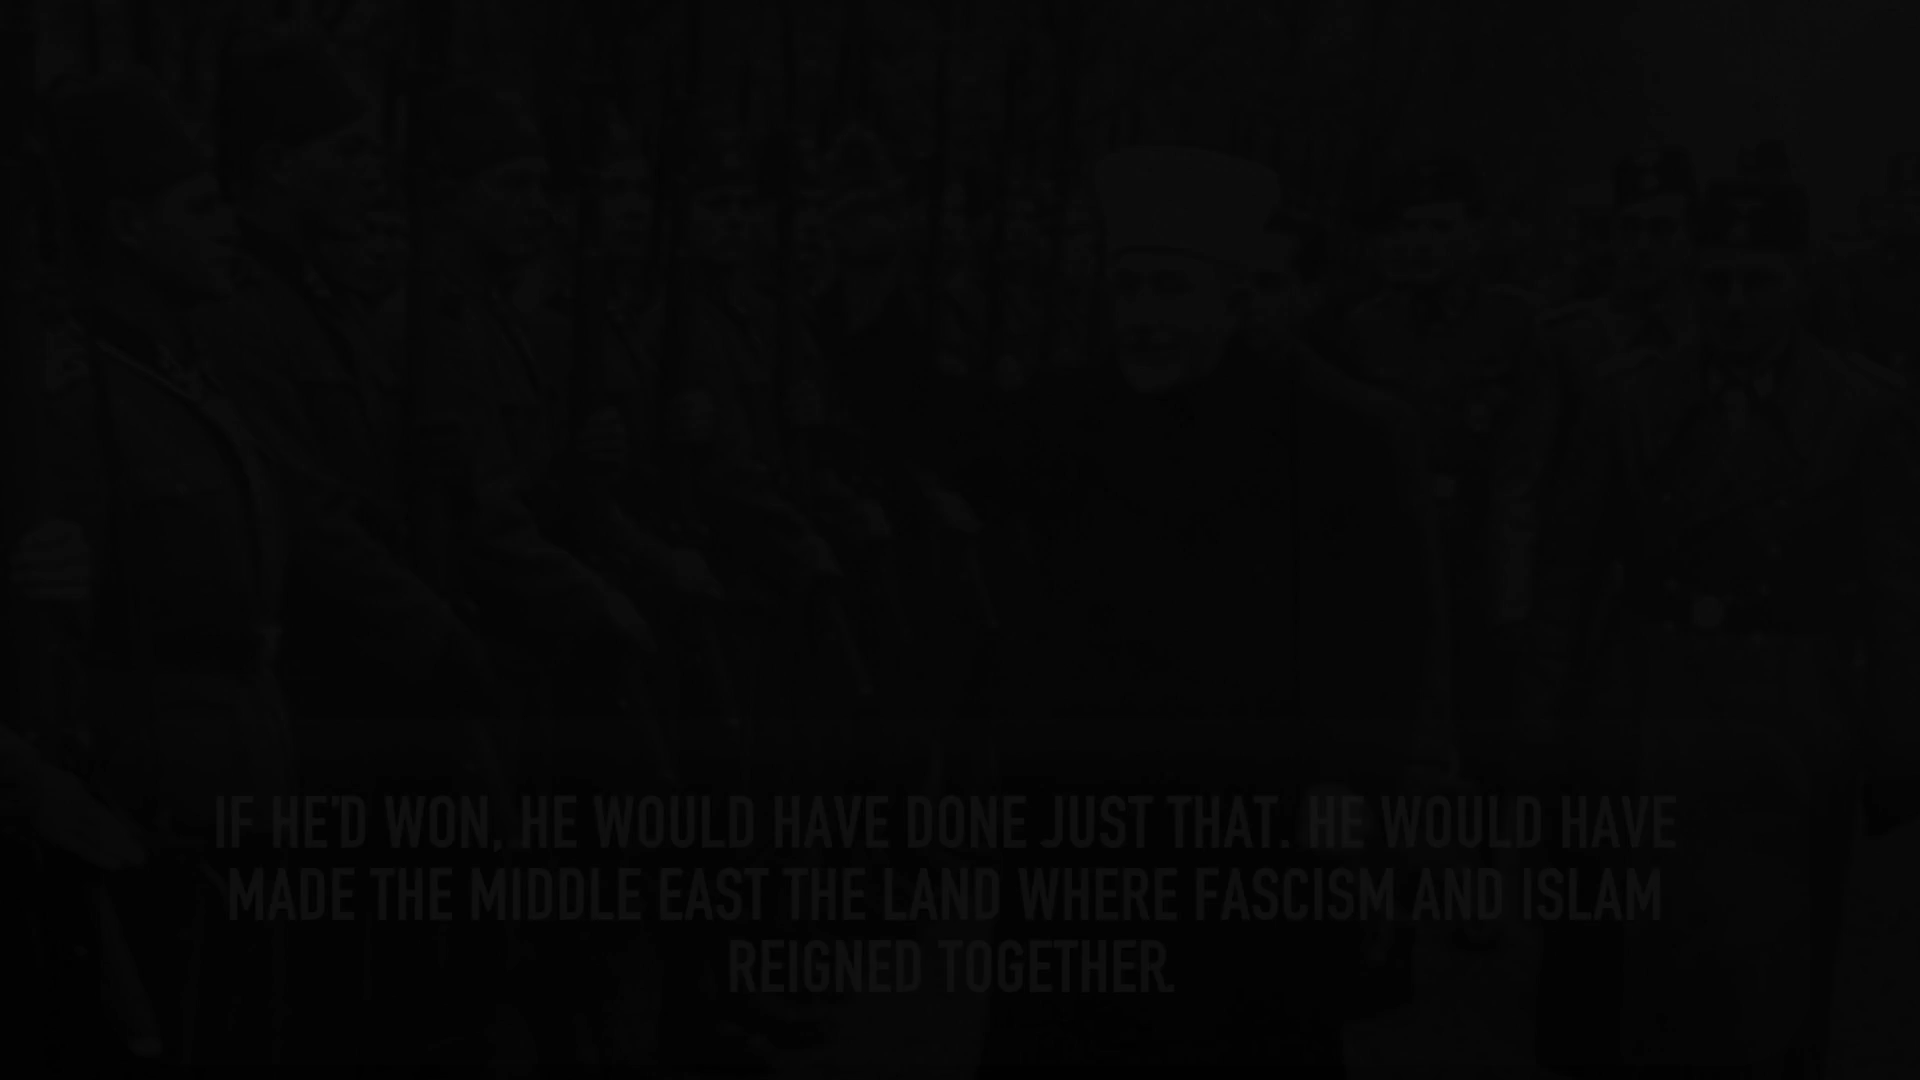 IF HE'D WON, HE WOULD HAVE DONE JUST THAT. HE WOULD HAVE
MADE THE MIDDLE EAST THE LAND WHERE FASCISM AND ISLAM
REIGNED TOGETHER.